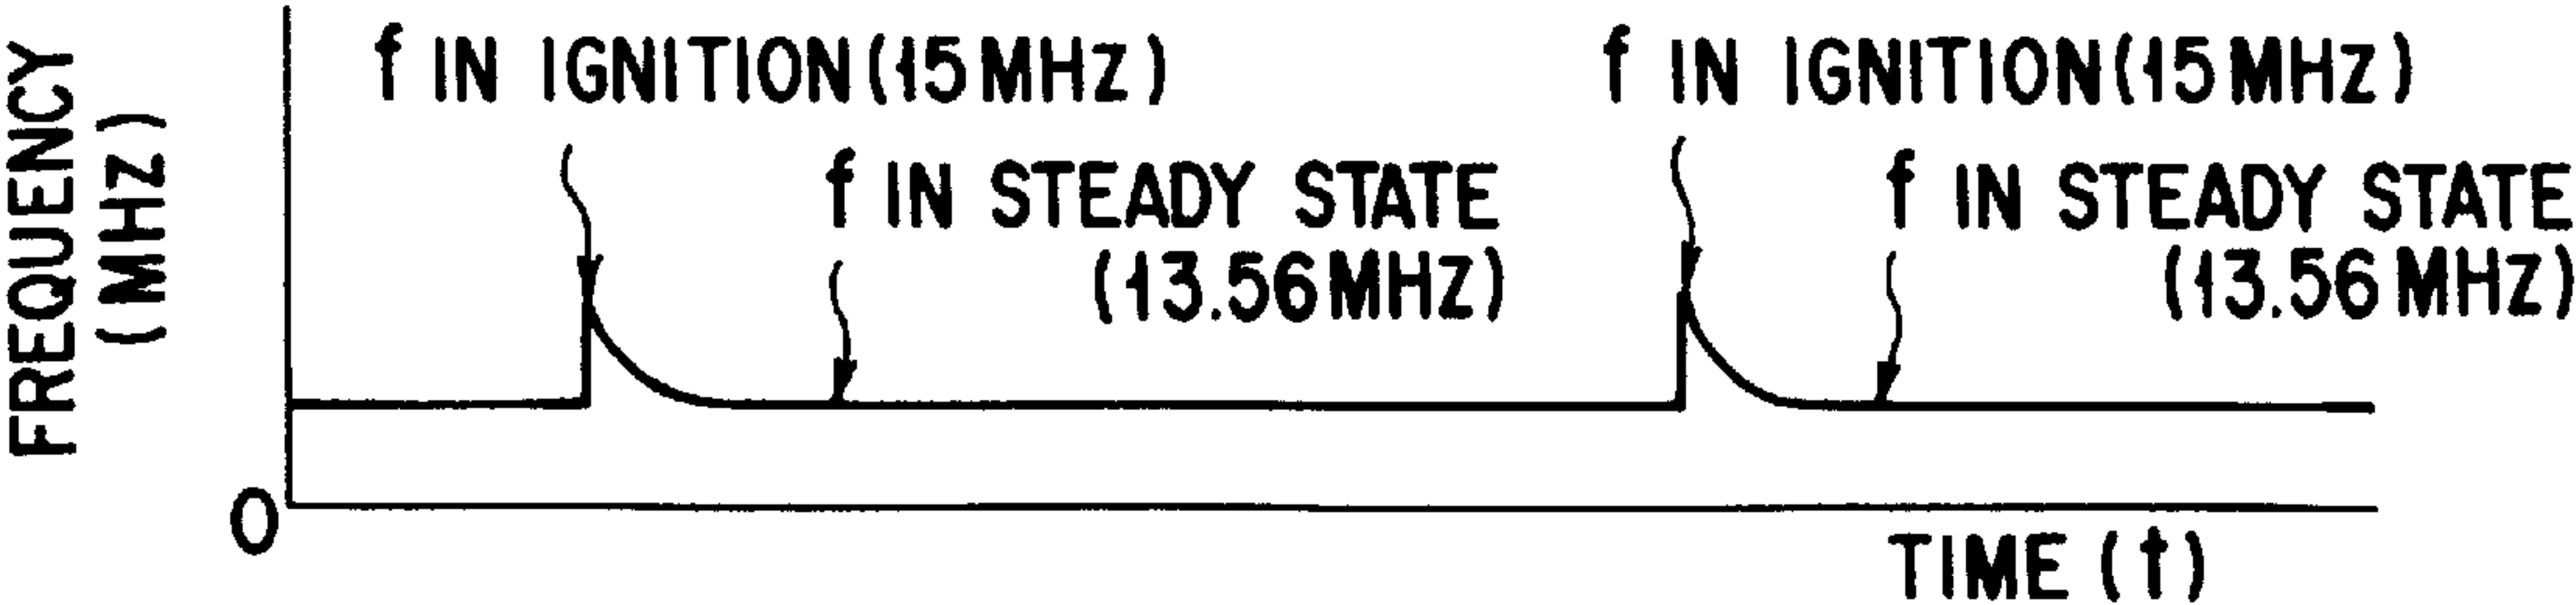 FREQUENCY
(MHZ)
f IN IGNITION(15MHz)
f IN STEADY STATE
(13.56MHZ)
f IN IGNITION(15MHz)
f IN STEADY STATE
(13.56MHZ)
0
TIME (t)